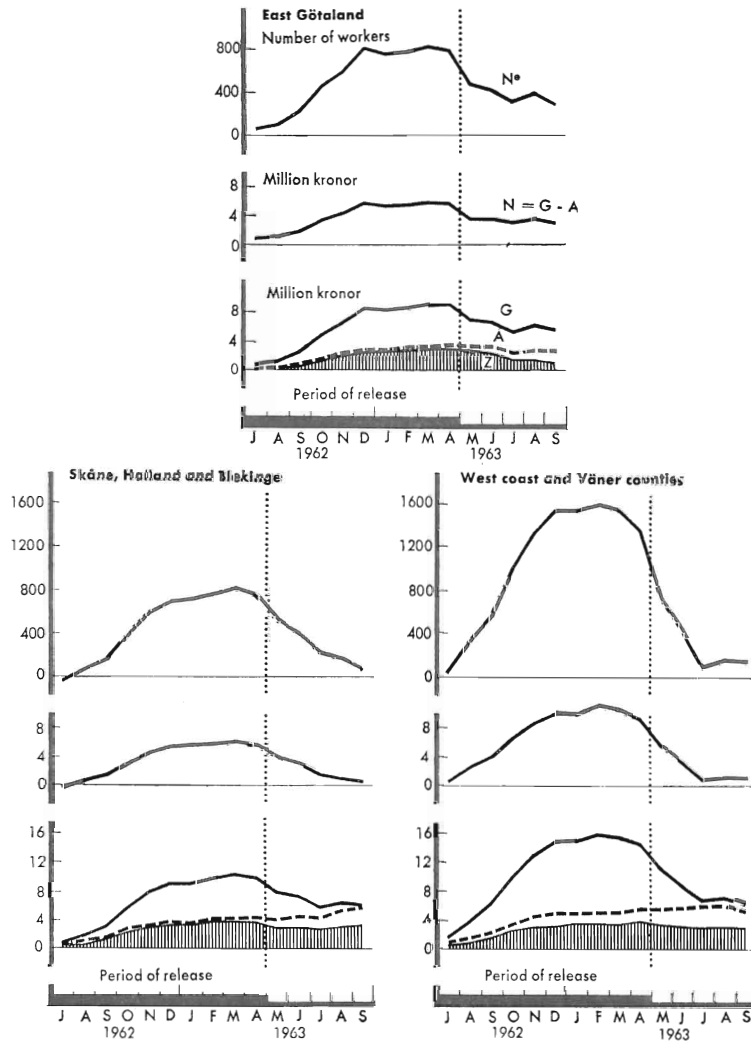 East Götaland
Number of workers
800
400
0
Nᵉ
Million kronor
8
4
0
N = G - A
Million kronor
8
4
0
G
A
Z
Period of release
J A S O N D J F M A M J J A S
1962 1963
Skåne, Halland and Blekinge
1600
1200
800
400
0
8
4
0
16
12
8
4
0
Period of release
J A S O N D J F M A M J J A S
1962 1963
West coast and Väner counties
1600
1200
800
400
0
8
4
0
16
12
8
4
0
Period of release
J A S O N D J F M A M J J A S
1962 1963